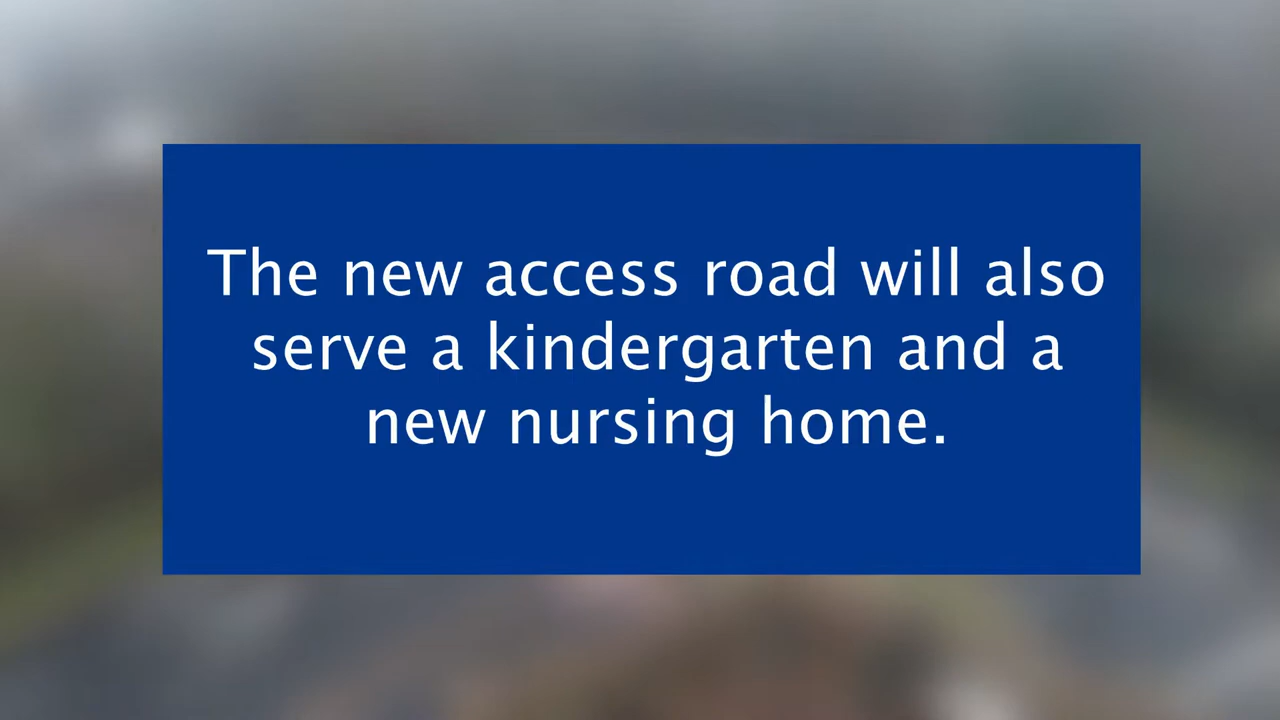 The new access road will also
serve a kindergarten and a
new nursing home.